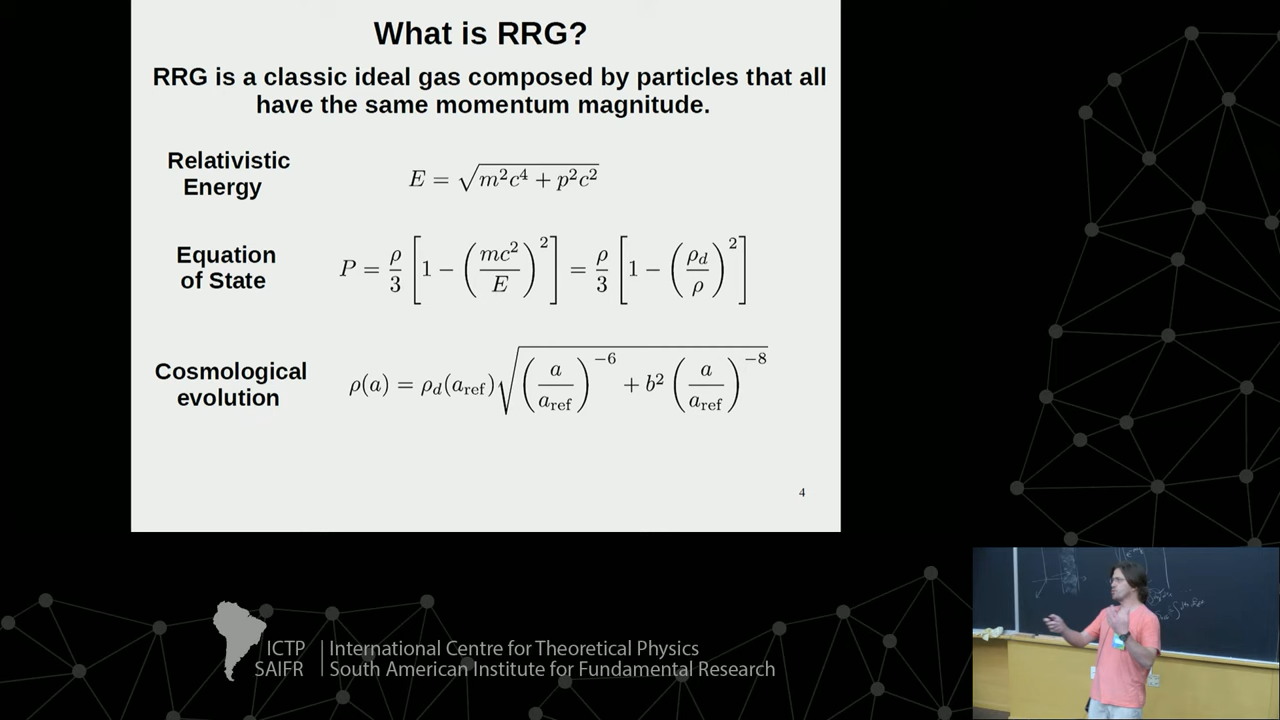 What is RRG?
RRG is a classic ideal gas composed by particles that all
have the same momentum magnitude.
Relativistic
Energy
E = √(m²c⁴ + p²c²)
Equation
of State
P = ρ/3 [1 − (mc²/E)²] = ρ/3 [1 − (ρ_d/ρ)²]
Cosmological
evolution
ρ(a) = ρ_d(a_ref) √((a/a_ref)⁻⁶ + b² (a/a_ref)⁻⁸)
4
ICTP
SAIFR
International Centre for Theoretical Physics
South American Institute for Fundamental Research